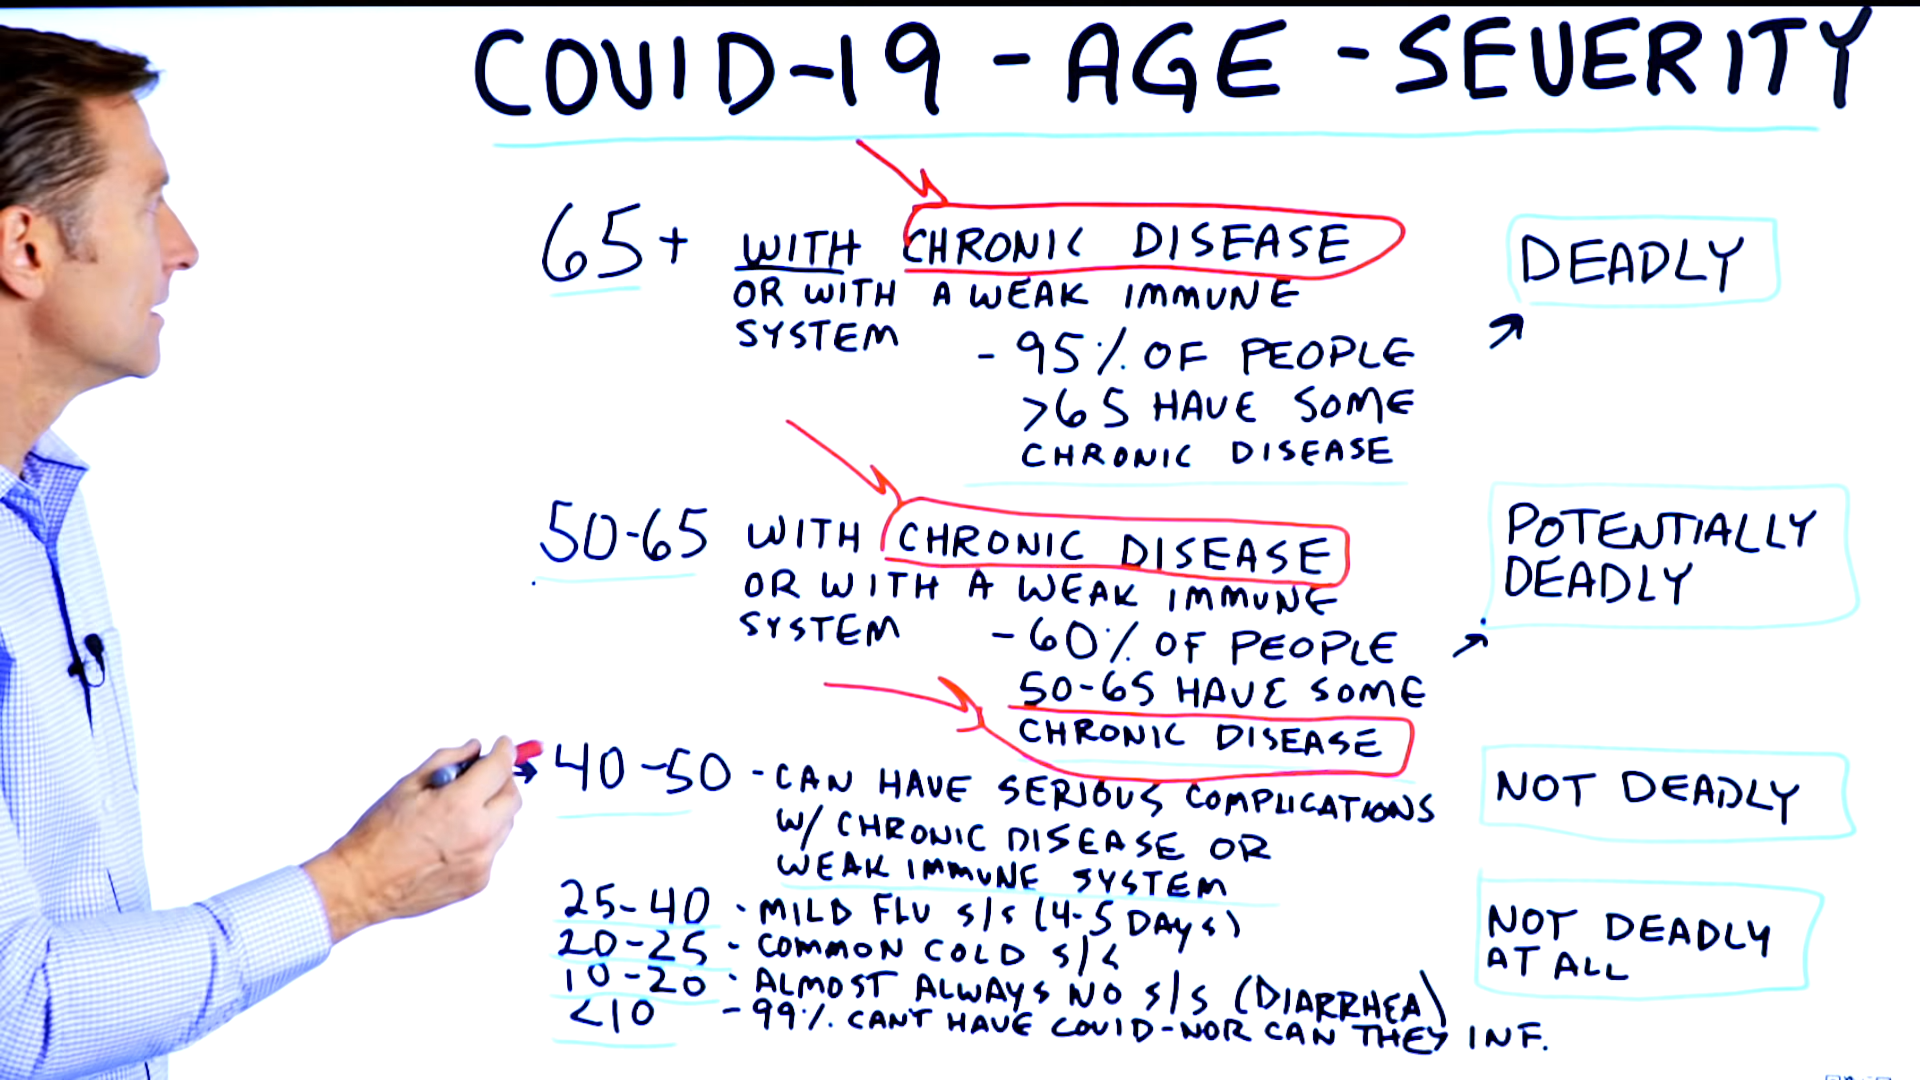 COVID-19 - AGE - SEVERITY
65+ WITH CHRONIC DISEASE
OR WITH A WEAK IMMUNE
SYSTEM
- 95% OF PEOPLE
>65 HAVE SOME
CHRONIC DISEASE
DEADLY
50-65 WITH CHRONIC DISEASE
OR WITH A WEAK IMMUNE
SYSTEM
- 60% OF PEOPLE
50-65 HAVE SOME
CHRONIC DISEASE
POTENTIALLY
DEADLY
40-50 - CAN HAVE SERIOUS COMPLICATIONS
W/ CHRONIC DISEASE OR
WEAK IMMUNE SYSTEM
NOT DEADLY
25-40 - MILD FLU S/S (4-5 DAYS)
20-25 - COMMON COLD S/S
10-20 - ALMOST ALWAYS NO S/S (DIARRHEA)
<10 - 99% CAN'T HAVE COVID-NOR CAN THEY INF.
NOT DEADLY
AT ALL